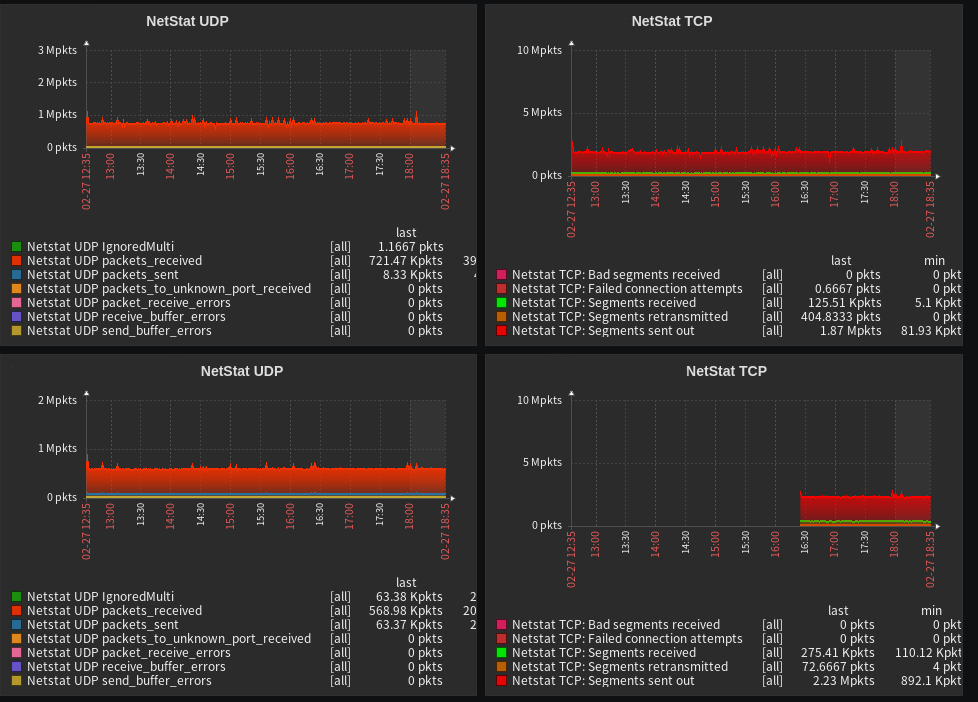 NetStat UDP
3 Mpkts
2 Mpkts
1 Mpkts
0 pkts
02-27 12:35
13:00
13:30
14:00
14:30
15:00
15:30
16:00
16:30
17:00
17:30
18:00
02-27 18:35
last
Netstat UDP IgnoredMulti [all] 1.1667 pkts
Netstat UDP packets_received [all] 721.47 Kpkts 39
Netstat UDP packets_sent [all] 8.33 Kpkts
Netstat UDP packets_to_unknown_port_received [all] 0 pkts
Netstat UDP packet_receive_errors [all] 0 pkts
Netstat UDP receive_buffer_errors [all] 0 pkts
Netstat UDP send_buffer_errors [all] 0 pkts
NetStat TCP
10 Mpkts
5 Mpkts
0 pkts
02-27 12:35
13:00
13:30
14:00
14:30
15:00
15:30
16:00
16:30
17:00
17:30
18:00
02-27 18:35
last min
Netstat TCP: Bad segments received [all] 0 pkts 0 pkt
Netstat TCP: Failed connection attempts [all] 0.6667 pkts 0 pkt
Netstat TCP: Segments received [all] 125.51 Kpkts 5.1 Kpkt
Netstat TCP: Segments retransmitted [all] 404.8333 pkts 0 pkt
Netstat TCP: Segments sent out [all] 1.87 Mpkts 81.93 Kpkt
NetStat UDP
2 Mpkts
1 Mpkts
0 pkts
02-27 12:35
13:00
13:30
14:00
14:30
15:00
15:30
16:00
16:30
17:00
17:30
18:00
02-27 18:35
last
Netstat UDP IgnoredMulti [all] 63.38 Kpkts 2
Netstat UDP packets_received [all] 568.98 Kpkts 20
Netstat UDP packets_sent [all] 63.37 Kpkts 2
Netstat UDP packets_to_unknown_port_received [all] 0 pkts
Netstat UDP packet_receive_errors [all] 0 pkts
Netstat UDP receive_buffer_errors [all] 0 pkts
Netstat UDP send_buffer_errors [all] 0 pkts
NetStat TCP
10 Mpkts
5 Mpkts
0 pkts
02-27 12:35
13:00
13:30
14:00
14:30
15:00
15:30
16:00
16:30
17:00
17:30
18:00
02-27 18:35
last min
Netstat TCP: Bad segments received [all] 0 pkts 0 pkt
Netstat TCP: Failed connection attempts [all] 0 pkts 0 pkt
Netstat TCP: Segments received [all] 275.41 Kpkts 110.12 Kpkt
Netstat TCP: Segments retransmitted [all] 72.6667 pkts 4 pkt
Netstat TCP: Segments sent out [all] 2.23 Mpkts 892.1 Kpkt